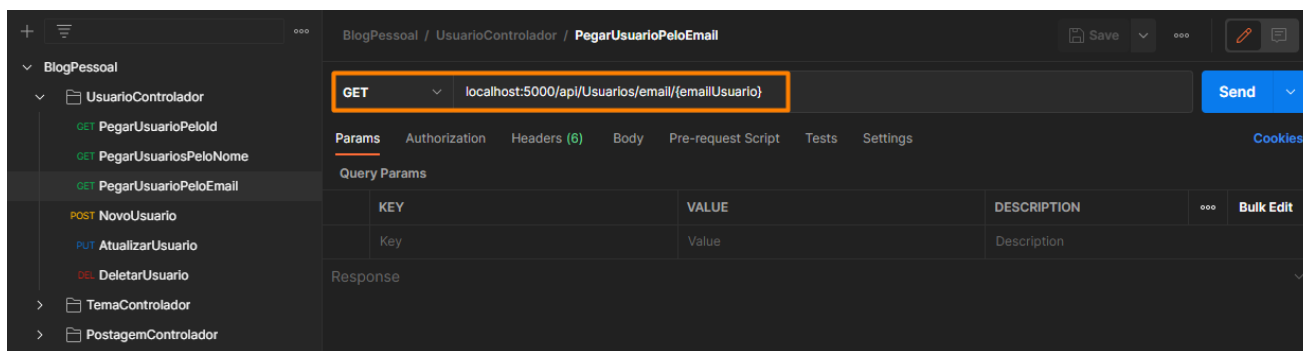 BlogPessoal / UsuarioControlador / PegarUsuarioPeloEmail
Save
BlogPessoal
UsuarioControlador
GET PegarUsuarioPeloId
GET PegarUsuariosPeloNome
GET PegarUsuarioPeloEmail
POST NovoUsuario
PUT AtualizarUsuario
DEL DeletarUsuario
TemaControlador
PostagemControlador
GET localhost:5000/api/Usuarios/email/{emailUsuario}
Send
Params Authorization Headers (6) Body Pre-request Script Tests Settings Cookies
Query Params
KEY VALUE DESCRIPTION Bulk Edit
Key Value Description
Response